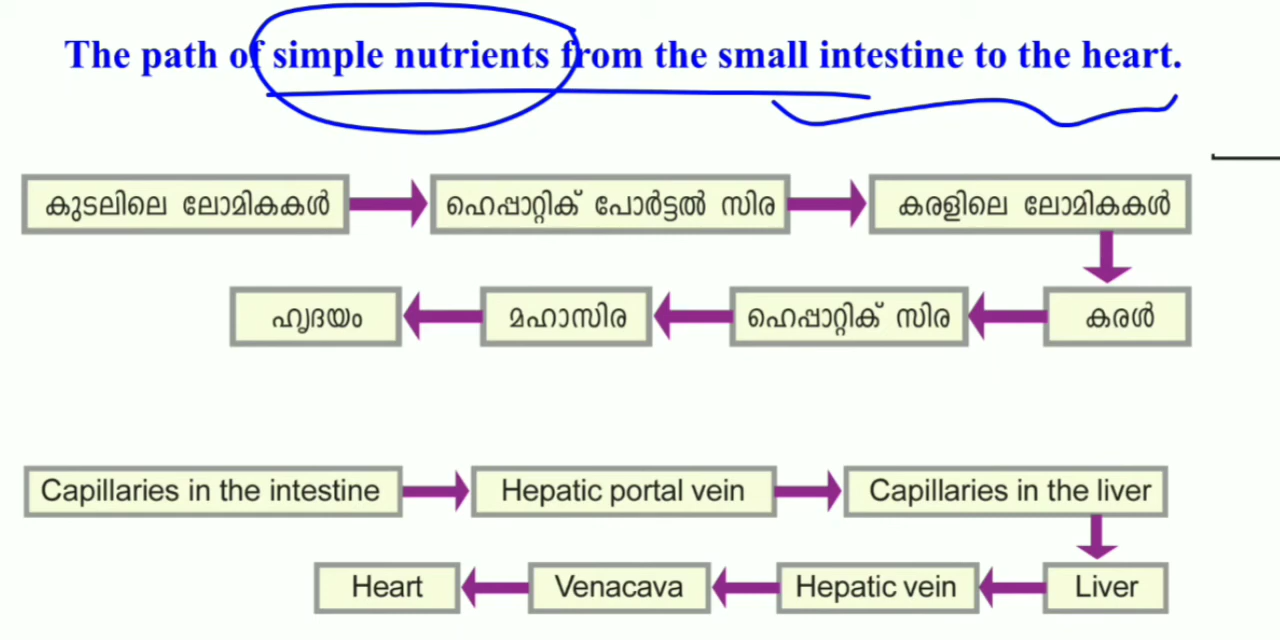 The path of simple nutrients from the small intestine to the heart.
കുടലിലെ ലോമികകൾ ഹെപ്പാറ്റിക് പോർട്ടൽ സിര കരളിലെ ലോമികകൾ
ഹൃദയം മഹാസിര ഹെപ്പാറ്റിക് സിര കരൾ
Capillaries in the intestine Hepatic portal vein Capillaries in the liver
Heart Venacava Hepatic vein Liver